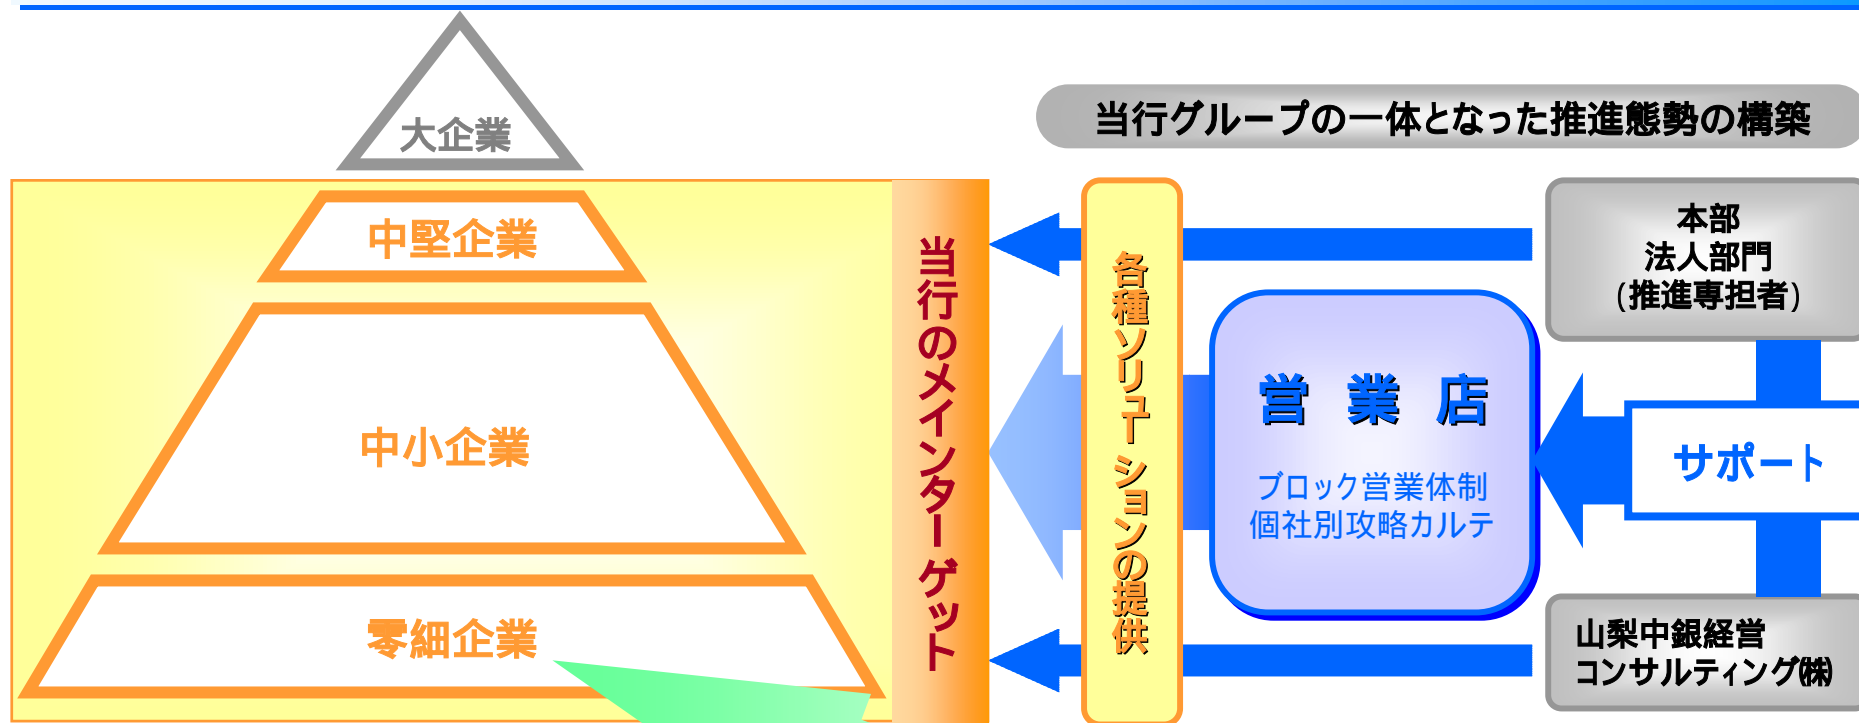 大企業
中堅企業
中小企業
零細企業
当行のメインターゲット
当行グループの一体となった推進態勢の構築
各種ソリューションの提供
営業店
ブロック営業体制
個社別攻略カルテ
本部
法人部門
(推進専担者)
サポート
山梨中銀経営
コンサルティング㈱